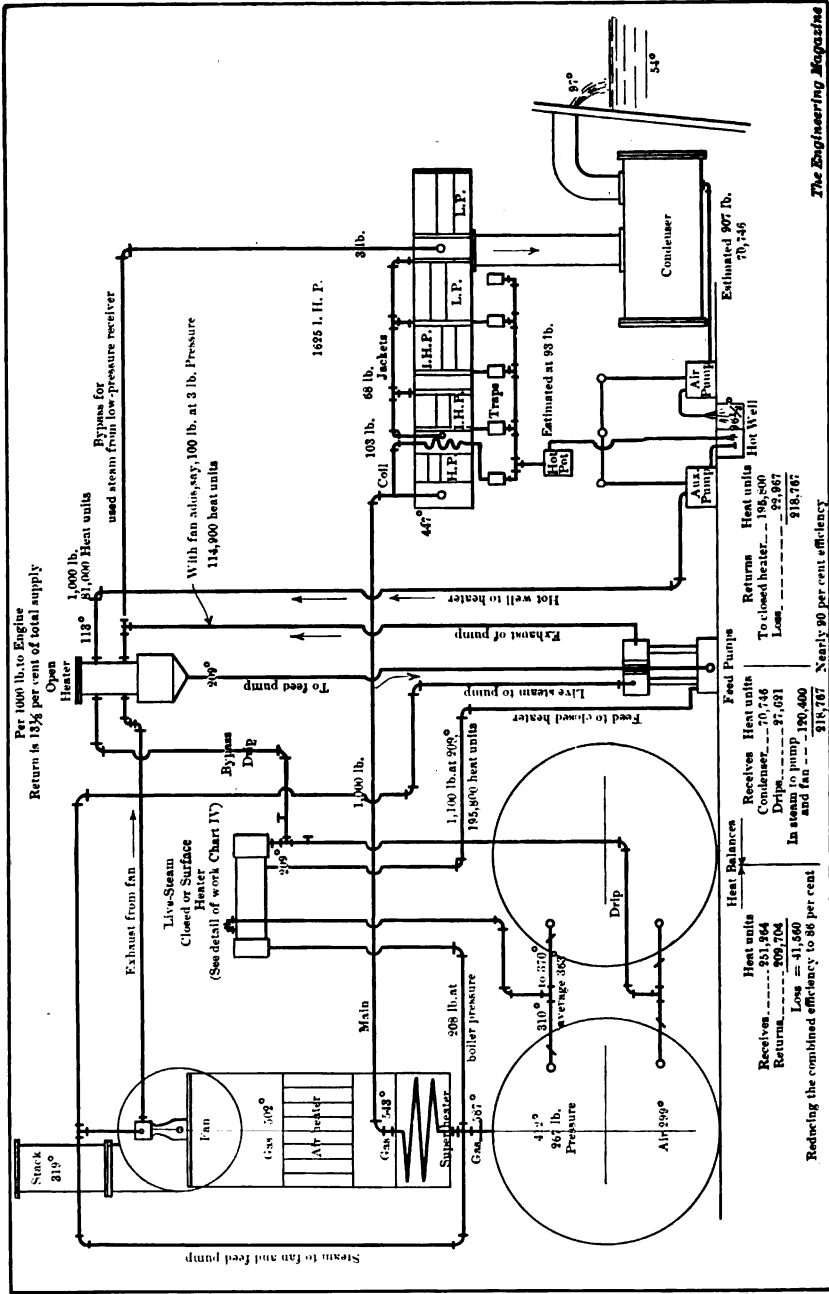 Per 1000 lb. to Engine
Return is 13⅓ per cent of total supply
Open
Heater
113°
1,000 lb.
81,000 Heat units
Bypass for
used steam from low-pressure receiver
With fan adds, say, 100 lb. at 3 lb. Pressure
114,900 heat units
209°
Exhaust from fan
Stack
319°
Fan
Gas 502°
Air heater
Gas 543°
Superheater
Gas 587°
Steam to fan and feed pump
Live-Steam
Closed or Surface
Heater
(See detail of work Chart IV)
209°
Bypass
Drip
Main
1,000 lb.
208 lb. at
boiler pressure
1,100 lb. at 209°
195,800 heat units
To feed pump
Live steam to pump
Feed to closed heater
Exhaust of pump
Hot well to heater
447°
Coil
103 lb.
68 lb.
Jackets
3 lb.
1625 I. H. P.
H.P.
I.H.P.
I.H.P.
L.P.
L.P.
Traps
Estimated at 93 lb.
Hot
Pot
Aux.
Pump
Air
Pump
Hot Well
Condenser
97°
54°
Estimated 907 lb.
70,746
Feed Pumps
310° to 370°
average 363°
267 lb.
Pressure
Air 299°
Drip
Heat Balances
Heat units
Receives 251,264
Returns 209,704
Loss = 41,560
Reducing the combined efficiency to 86 per cent
Receives Heat units
Condenser 70,746
Drips 27,621
In steam to pump
and fan 120,400
218,767
Returns Heat units
To closed heater 195,800
Loss 22,967
218,767
Nearly 90 per cent efficiency
The Engineering Magazine